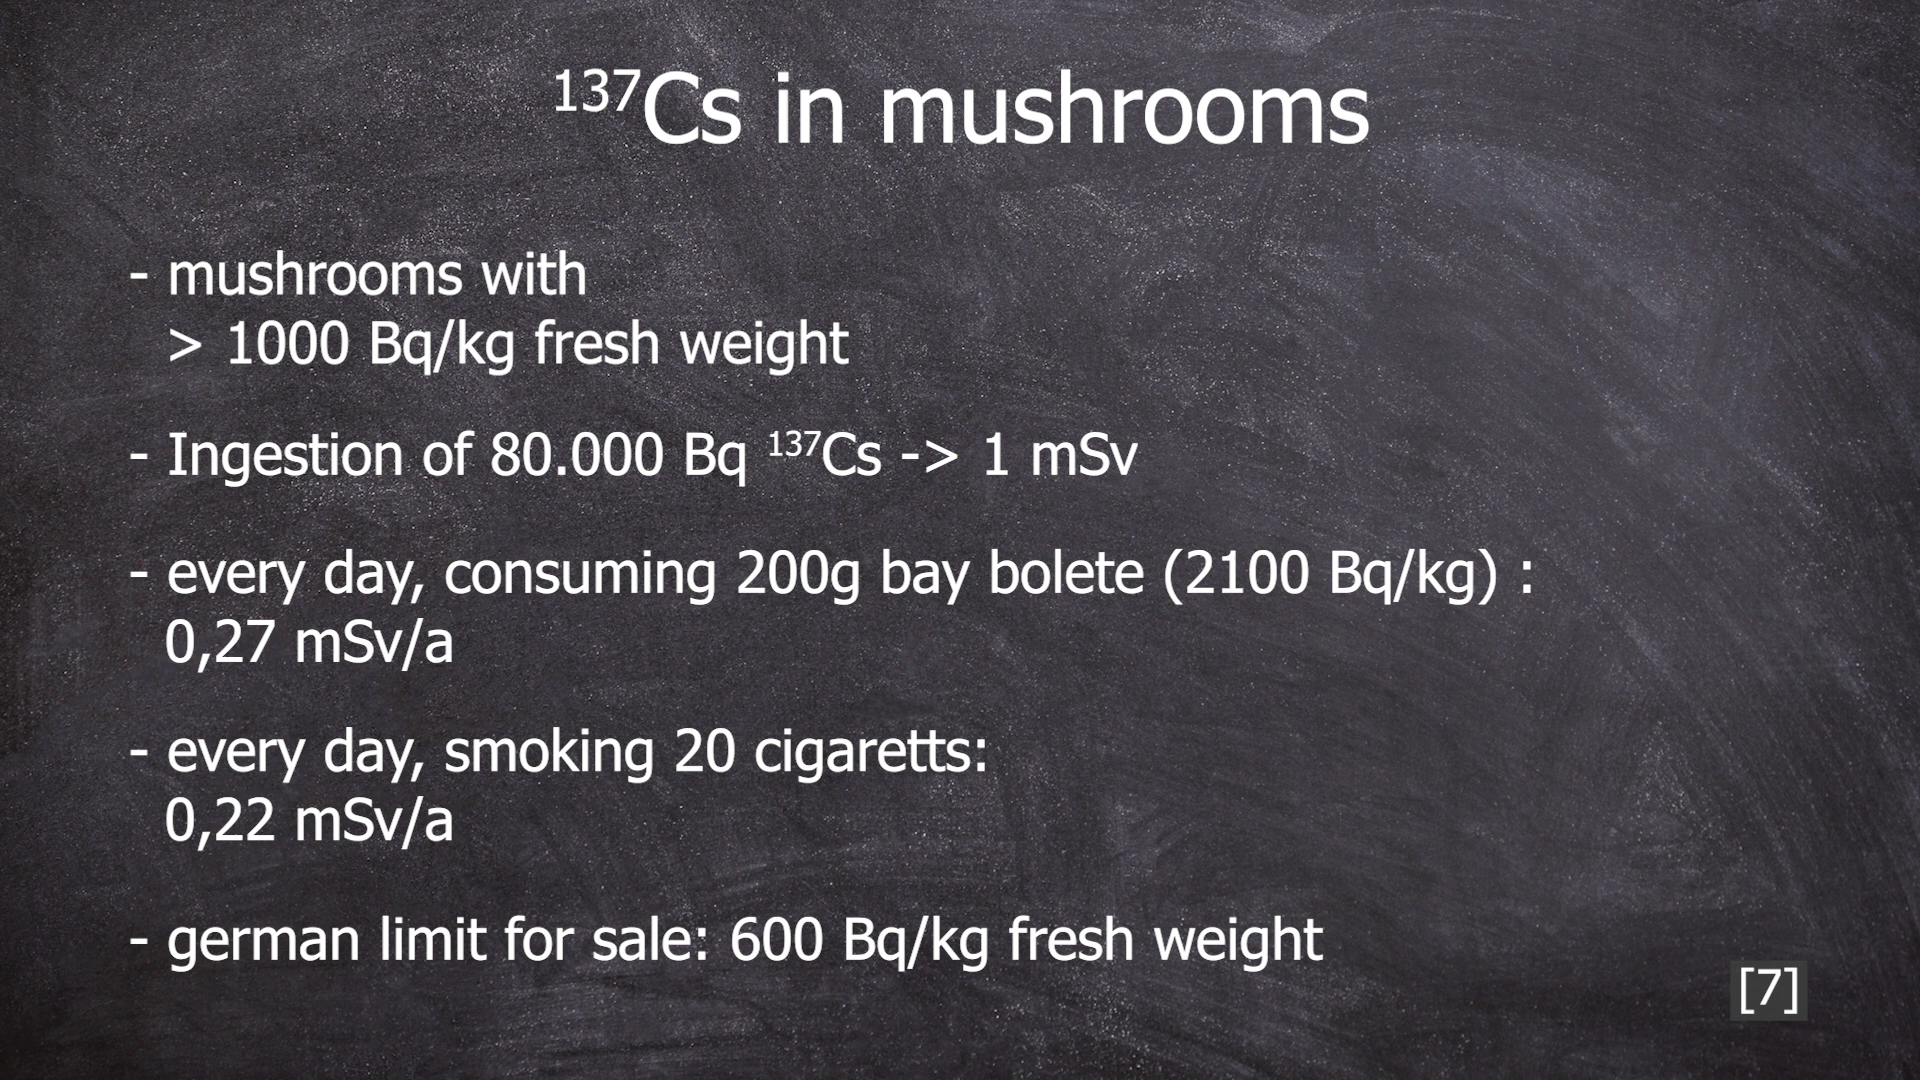 ¹³⁷Cs in mushrooms
- mushrooms with
> 1000 Bq/kg fresh weight
- Ingestion of 80.000 Bq ¹³⁷Cs -> 1 mSv
- every day, consuming 200g bay bolete (2100 Bq/kg) :
0,27 mSv/a
- every day, smoking 20 cigaretts:
0,22 mSv/a
- german limit for sale: 600 Bq/kg fresh weight
[7]